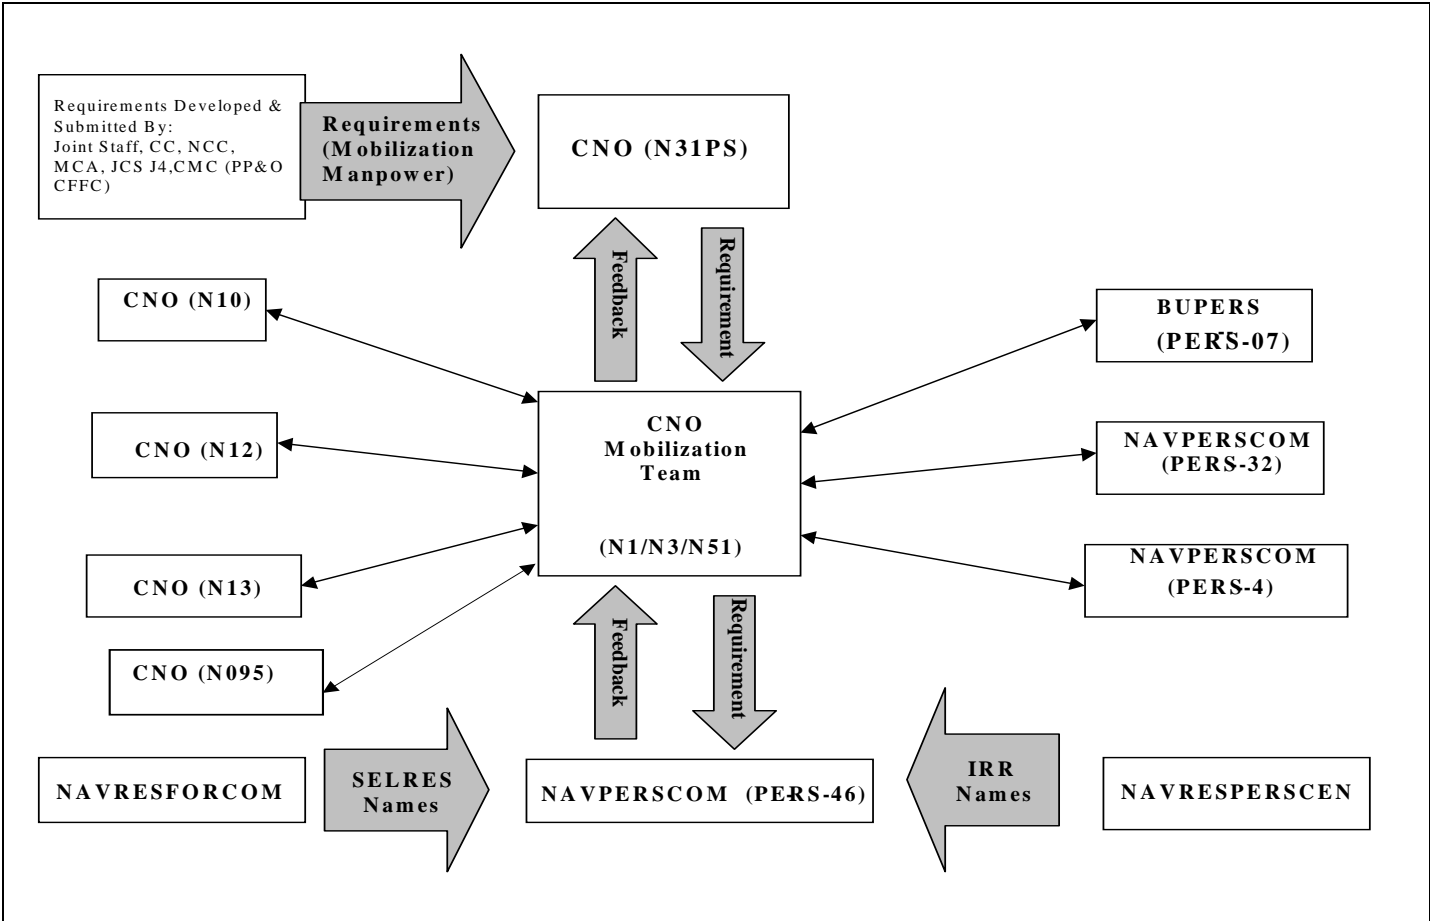 Requirements Developed &
Submitted By:
Joint Staff, CC, NCC,
MCA, JCS J4,CMC (PP&O
CFFC)
Requirements
(Mobilization
Manpower)
CNO (N31PS)
Feedback
Requirement
CNO (N10)
CNO (N12)
CNO (N13)
CNO (N095)
CNO
Mobilization
Team
(N1/N3/N51)
BUPERS
(PERS-07)
NAVPERSCOM
(PERS-32)
NAVPERSCOM
(PERS-4)
Feedback
Requirement
NAVRESFORCOM
SELRES
Names
NAVPERSCOM (PERS-46)
IRR
Names
NAVRESPERSCEN